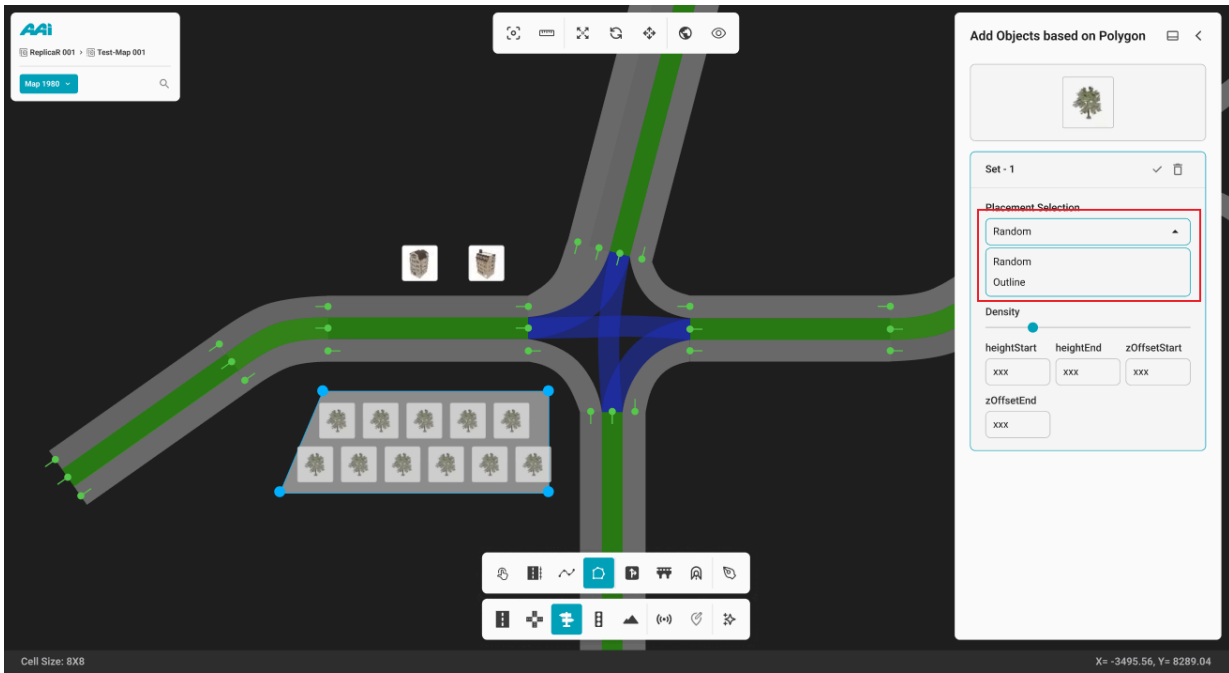 AAi
ReplicaR 001 > Test-Map 001
Map 1980
Add Objects based on Polygon
Set - 1
Placement Selection
Random
Random
Outline
Density
heightStart heightEnd zOffsetStart
xxx xxx xxx
zOffsetEnd
xxx
Cell Size: 8X8
X= -3495.56, Y= 8289.04